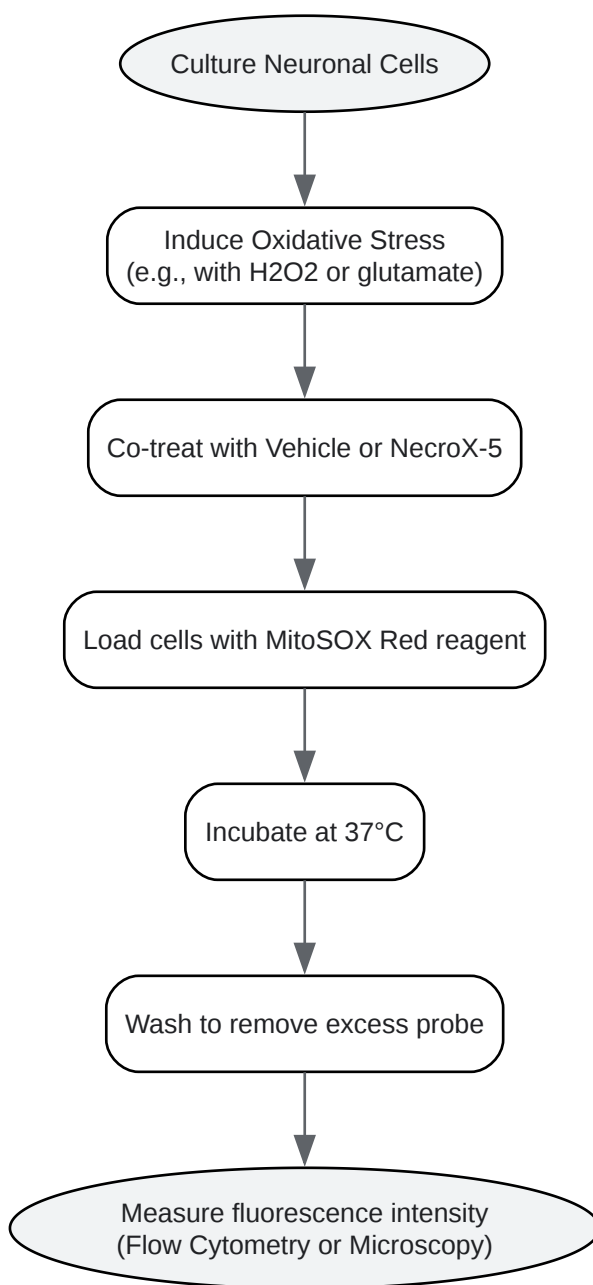 Culture Neuronal Cells
Induce Oxidative Stress
(e.g., with H2O2 or glutamate)
Co-treat with Vehicle or NecroX-5
Load cells with MitoSOX Red reagent
Incubate at 37°C
Wash to remove excess probe
Measure fluorescence intensity
(Flow Cytometry or Microscopy)